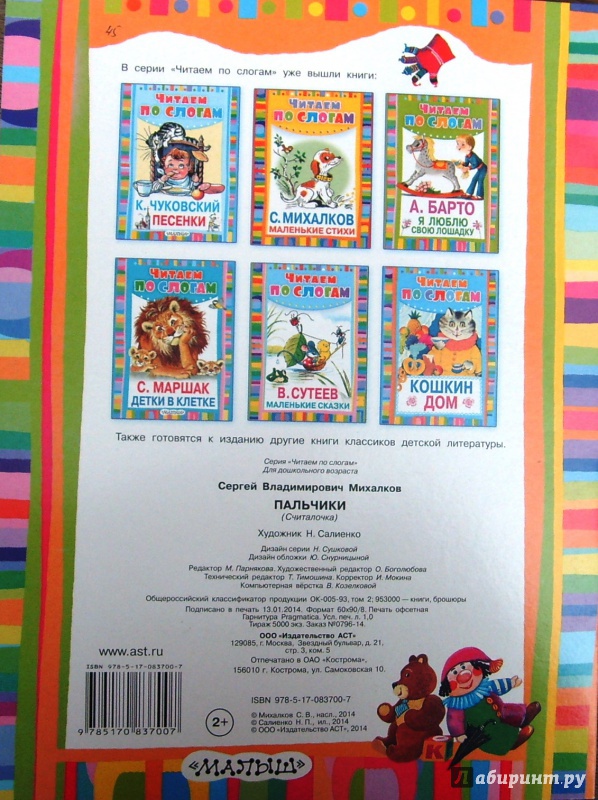 45
В серии «Читаем по слогам» уже вышли книги:
ЧИТАЕМ
ПО СЛОГАМ
К. ЧУКОВСКИЙ
ПЕСЕНКИ
ЧИТАЕМ
ПО СЛОГАМ
С. МИХАЛКОВ
МАЛЕНЬКИЕ СТИХИ
ЧИТАЕМ
ПО СЛОГАМ
А. БАРТО
Я ЛЮБЛЮ
СВОЮ ЛОШАДКУ
ЧИТАЕМ
ПО СЛОГАМ
С. МАРШАК
ДЕТКИ В КЛЕТКЕ
ЧИТАЕМ
ПО СЛОГАМ
В. СУТЕЕВ
МАЛЕНЬКИЕ СКАЗКИ
ЧИТАЕМ
ПО СЛОГАМ
КОШКИН
ДОМ
Также готовятся к изданию другие книги классиков детской литературы.
Серия «Читаем по слогам»
Для дошкольного возраста
Сергей Владимирович Михалков
ПАЛЬЧИКИ
(Считалочка)
Художник Н. Салиенко
Дизайн серии Н. Сушковой
Дизайн обложки Ю. Снурницыной
Редактор М. Парнякова. Художественный редактор О. Боголюбова
Технический редактор Т. Тимошина. Корректор И. Мокина
Компьютерная вёрстка В. Козелковой
Общероссийский классификатор продукции ОК-005-93, том 2; 953000 — книги, брошюры
Подписано в печать 13.01.2014. Формат 60х90/8. Печать офсетная
Гарнитура Pragmatica. Усл. печ. л. 1,0
Тираж 5000 экз. Заказ №0796-14.
ООО «Издательство АСТ»
129085, г. Москва, Звездный бульвар, д. 21,
стр. 3, ком. 5
Отпечатано в ОАО «Кострома».
156010 г. Кострома, ул. Самоковская 10.
www.ast.ru
ISBN 978-5-17-083700-7
9 785170 837007
ISBN 978-5-17-083700-7
2+
© Михалков С. В., насл., 2014
© Салиенко Н. П., ил., 2014
© ООО «Издательство АСТ», 2014
К
«МАЛЫШ»
Лабиринт.ру